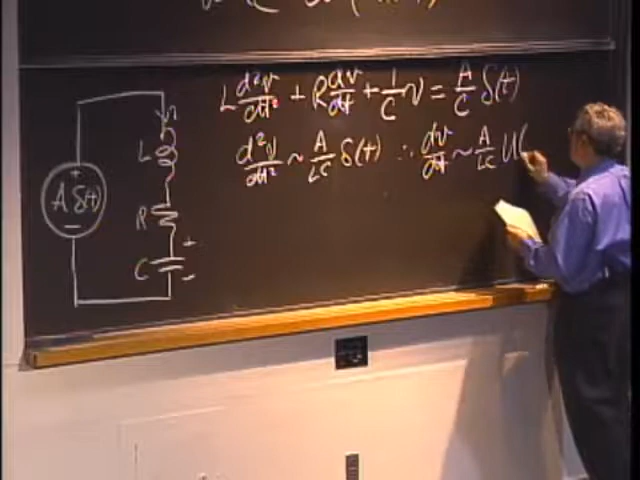 L d²v/dt² + R dv/dt + 1/C v = A/C δ(t)
d²v/dt² ~ A/LC δ(t) ∴ dv/dt ~ A/LC u(
L
+
A δ(t)
−
R
C
+
−